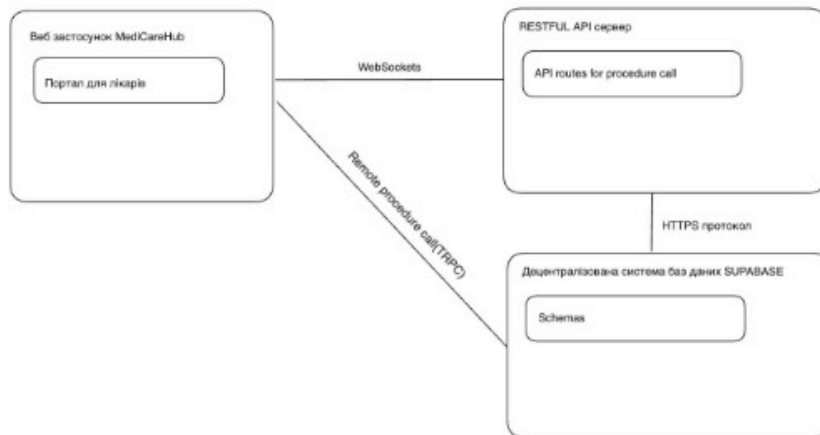 Веб застосунок MediCareHub
Портал для лікарів
WebSockets
RESTFUL API сервер
API routes for procedure call
Remote procedure call(TRPC)
HTTPS протокол
Децентралізована система баз даних SUPABASE
Schemas